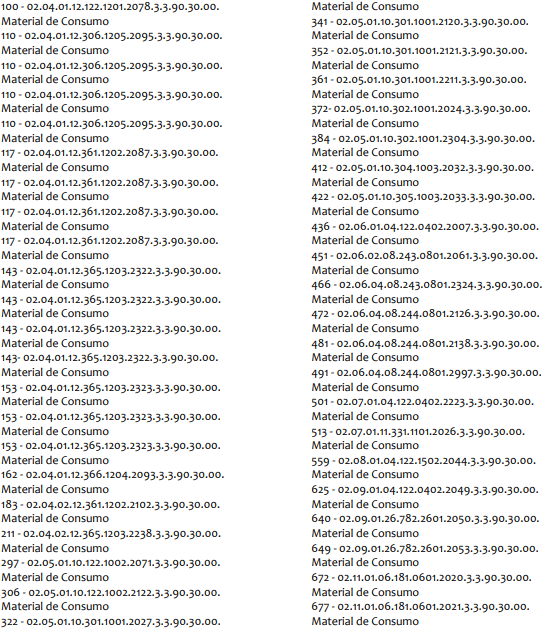 100 - 02.04.01.12.122.1201.2078.3.3.90.30.00.
Material de Consumo
110 - 02.04.01.12.306.1205.2095.3.3.90.30.00.
Material de Consumo
110 - 02.04.01.12.306.1205.2095.3.3.90.30.00.
Material de Consumo
110 - 02.04.01.12.306.1205.2095.3.3.90.30.00.
Material de Consumo
110 - 02.04.01.12.306.1205.2095.3.3.90.30.00.
Material de Consumo
117 - 02.04.01.12.361.1202.2087.3.3.90.30.00.
Material de Consumo
117 - 02.04.01.12.361.1202.2087.3.3.90.30.00.
Material de Consumo
117 - 02.04.01.12.361.1202.2087.3.3.90.30.00.
Material de Consumo
117 - 02.04.01.12.361.1202.2087.3.3.90.30.00.
Material de Consumo
143 - 02.04.01.12.365.1203.2322.3.3.90.30.00.
Material de Consumo
143 - 02.04.01.12.365.1203.2322.3.3.90.30.00.
Material de Consumo
143 - 02.04.01.12.365.1203.2322.3.3.90.30.00.
Material de Consumo
143- 02.04.01.12.365.1203.2322.3.3.90.30.00.
Material de Consumo
153 - 02.04.01.12.365.1203.2323.3.3.90.30.00.
Material de Consumo
153 - 02.04.01.12.365.1203.2323.3.3.90.30.00.
Material de Consumo
153 - 02.04.01.12.365.1203.2323.3.3.90.30.00.
Material de Consumo
162 - 02.04.01.12.366.1204.2093.3.3.90.30.00.
Material de Consumo
183 - 02.04.02.12.361.1202.2102.3.3.90.30.00.
Material de Consumo
211 - 02.04.02.12.365.1203.2238.3.3.90.30.00.
Material de Consumo
297 - 02.05.01.10.122.1002.2071.3.3.90.30.00.
Material de Consumo
306 - 02.05.01.10.122.1002.2122.3.3.90.30.00.
Material de Consumo
322 - 02.05.01.10.301.1001.2027.3.3.90.30.00.
Material de Consumo
341 - 02.05.01.10.301.1001.2120.3.3.90.30.00.
Material de Consumo
352 - 02.05.01.10.301.1001.2121.3.3.90.30.00.
Material de Consumo
361 - 02.05.01.10.301.1001.2211.3.3.90.30.00.
Material de Consumo
372- 02.05.01.10.302.1001.2024.3.3.90.30.00.
Material de Consumo
384 - 02.05.01.10.302.1001.2304.3.3.90.30.00.
Material de Consumo
412 - 02.05.01.10.304.1003.2032.3.3.90.30.00.
Material de Consumo
422 - 02.05.01.10.305.1003.2033.3.3.90.30.00.
Material de Consumo
436 - 02.06.01.04.122.0402.2007.3.3.90.30.00.
Material de Consumo
451 - 02.06.02.08.243.0801.2061.3.3.90.30.00.
Material de Consumo
466 - 02.06.04.08.243.0801.2324.3.3.90.30.00.
Material de Consumo
472 - 02.06.04.08.244.0801.2126.3.3.90.30.00.
Material de Consumo
481 - 02.06.04.08.244.0801.2138.3.3.90.30.00.
Material de Consumo
491 - 02.06.04.08.244.0801.2997.3.3.90.30.00.
Material de Consumo
501 - 02.07.01.04.122.0402.2223.3.3.90.30.00.
Material de Consumo
513 - 02.07.01.11.331.1101.2026.3.3.90.30.00.
Material de Consumo
559 - 02.08.01.04.122.1502.2044.3.3.90.30.00.
Material de Consumo
625 - 02.09.01.04.122.0402.2049.3.3.90.30.00.
Material de Consumo
640 - 02.09.01.26.782.2601.2050.3.3.90.30.00.
Material de Consumo
649 - 02.09.01.26.782.2601.2053.3.3.90.30.00.
Material de Consumo
672 - 02.11.01.06.181.0601.2020.3.3.90.30.00.
Material de Consumo
677 - 02.11.01.06.181.0601.2021.3.3.90.30.00.
Material de Consumo